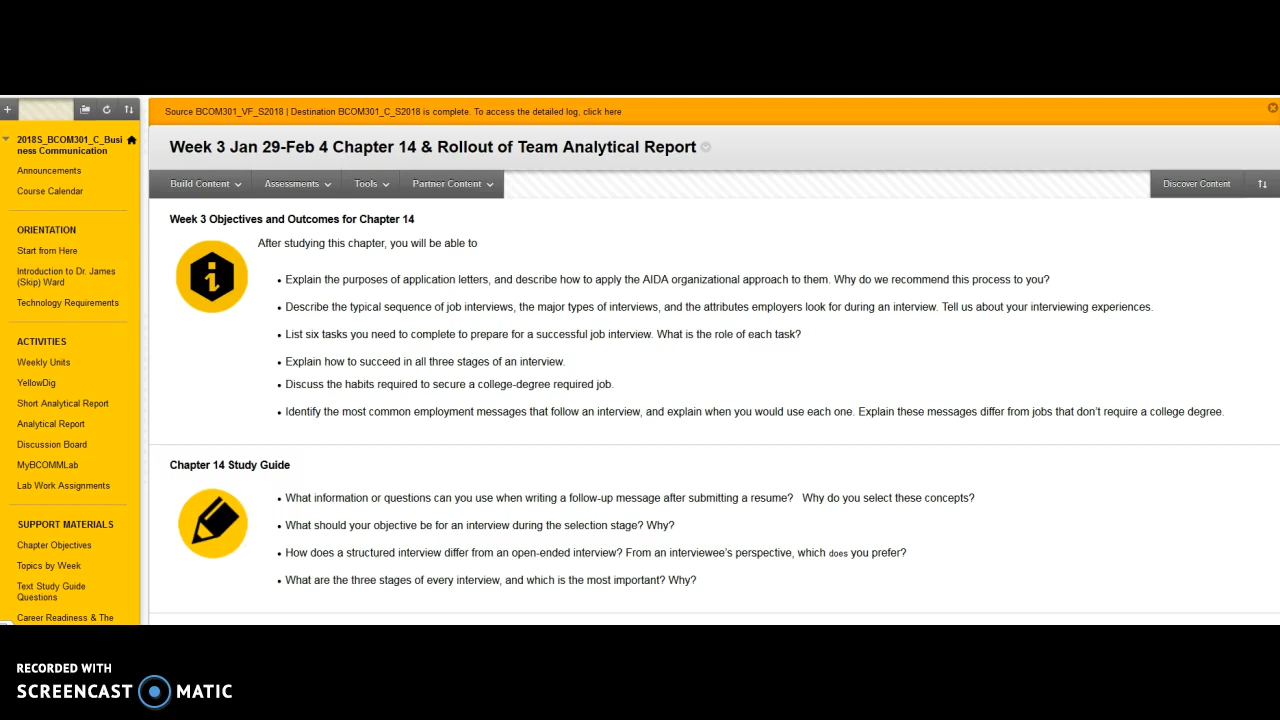 Source BCOM301_VF_S2018 | Destination BCOM301_C_S2018 is complete. To access the detailed log, click here
2018S_BCOM301_C_Busi
ness Communication
Announcements
Course Calendar
ORIENTATION
Start from Here
Introduction to Dr. James
(Skip) Ward
Technology Requirements
ACTIVITIES
Weekly Units
YellowDig
Short Analytical Report
Analytical Report
Discussion Board
MyBCOMMLab
Lab Work Assignments
SUPPORT MATERIALS
Chapter Objectives
Topics by Week
Text Study Guide
Questions
Career Readiness & The
Week 3 Jan 29-Feb 4 Chapter 14 & Rollout of Team Analytical Report
Build Content Assessments Tools Partner Content Discover Content
Week 3 Objectives and Outcomes for Chapter 14
After studying this chapter, you will be able to
• Explain the purposes of application letters, and describe how to apply the AIDA organizational approach to them. Why do we recommend this process to you?
• Describe the typical sequence of job interviews, the major types of interviews, and the attributes employers look for during an interview. Tell us about your interviewing experiences.
• List six tasks you need to complete to prepare for a successful job interview. What is the role of each task?
• Explain how to succeed in all three stages of an interview.
• Discuss the habits required to secure a college-degree required job.
• Identify the most common employment messages that follow an interview, and explain when you would use each one. Explain these messages differ from jobs that don't require a college degree.
Chapter 14 Study Guide
• What information or questions can you use when writing a follow-up message after submitting a resume? Why do you select these concepts?
• What should your objective be for an interview during the selection stage? Why?
• How does a structured interview differ from an open-ended interview? From an interviewee's perspective, which does you prefer?
• What are the three stages of every interview, and which is the most important? Why?
RECORDED WITH
SCREENCAST MATIC